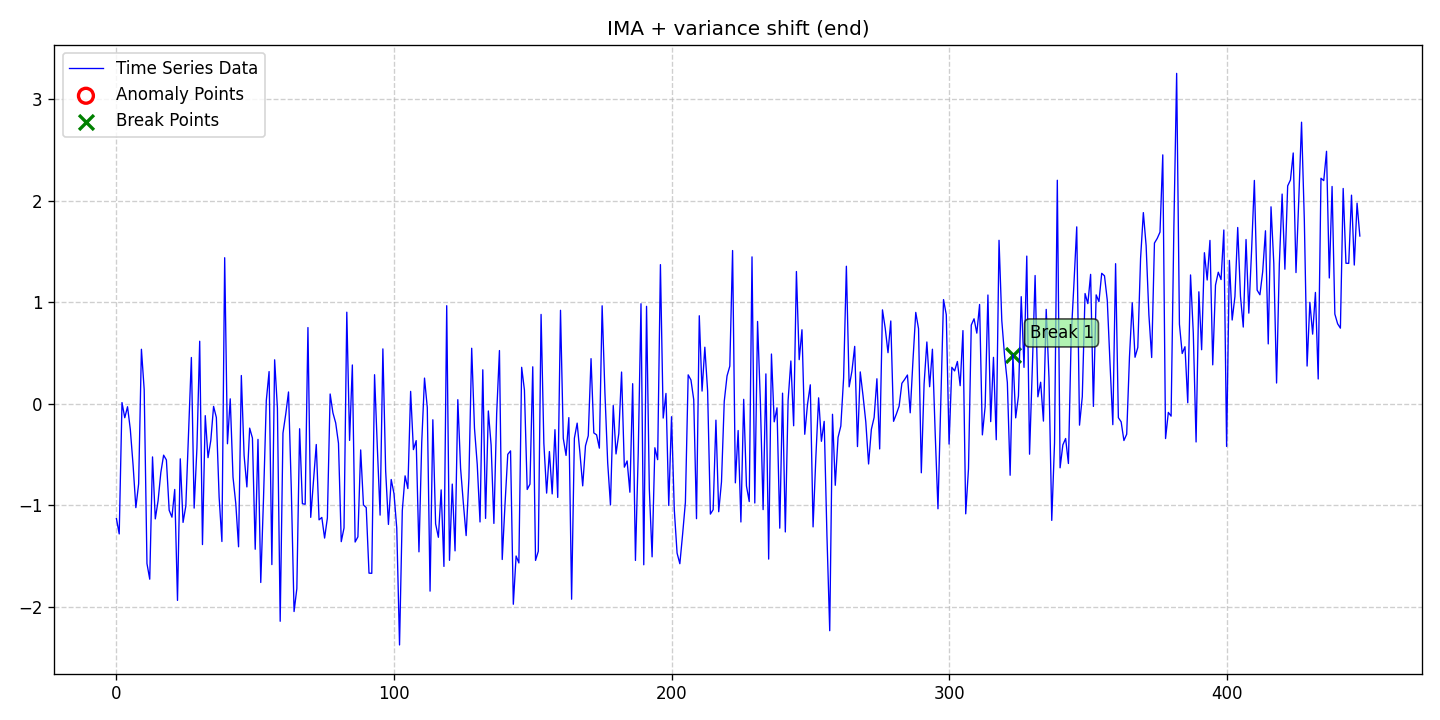 IMA + variance shift (end)
Time Series Data
Anomaly Points
Break Points
3
2
1
0
−1
−2
Break 1
0
100
200
300
400